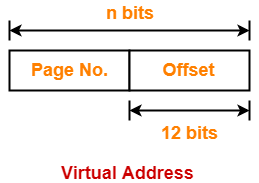 n bits
Page No. Offset
12 bits
Virtual Address